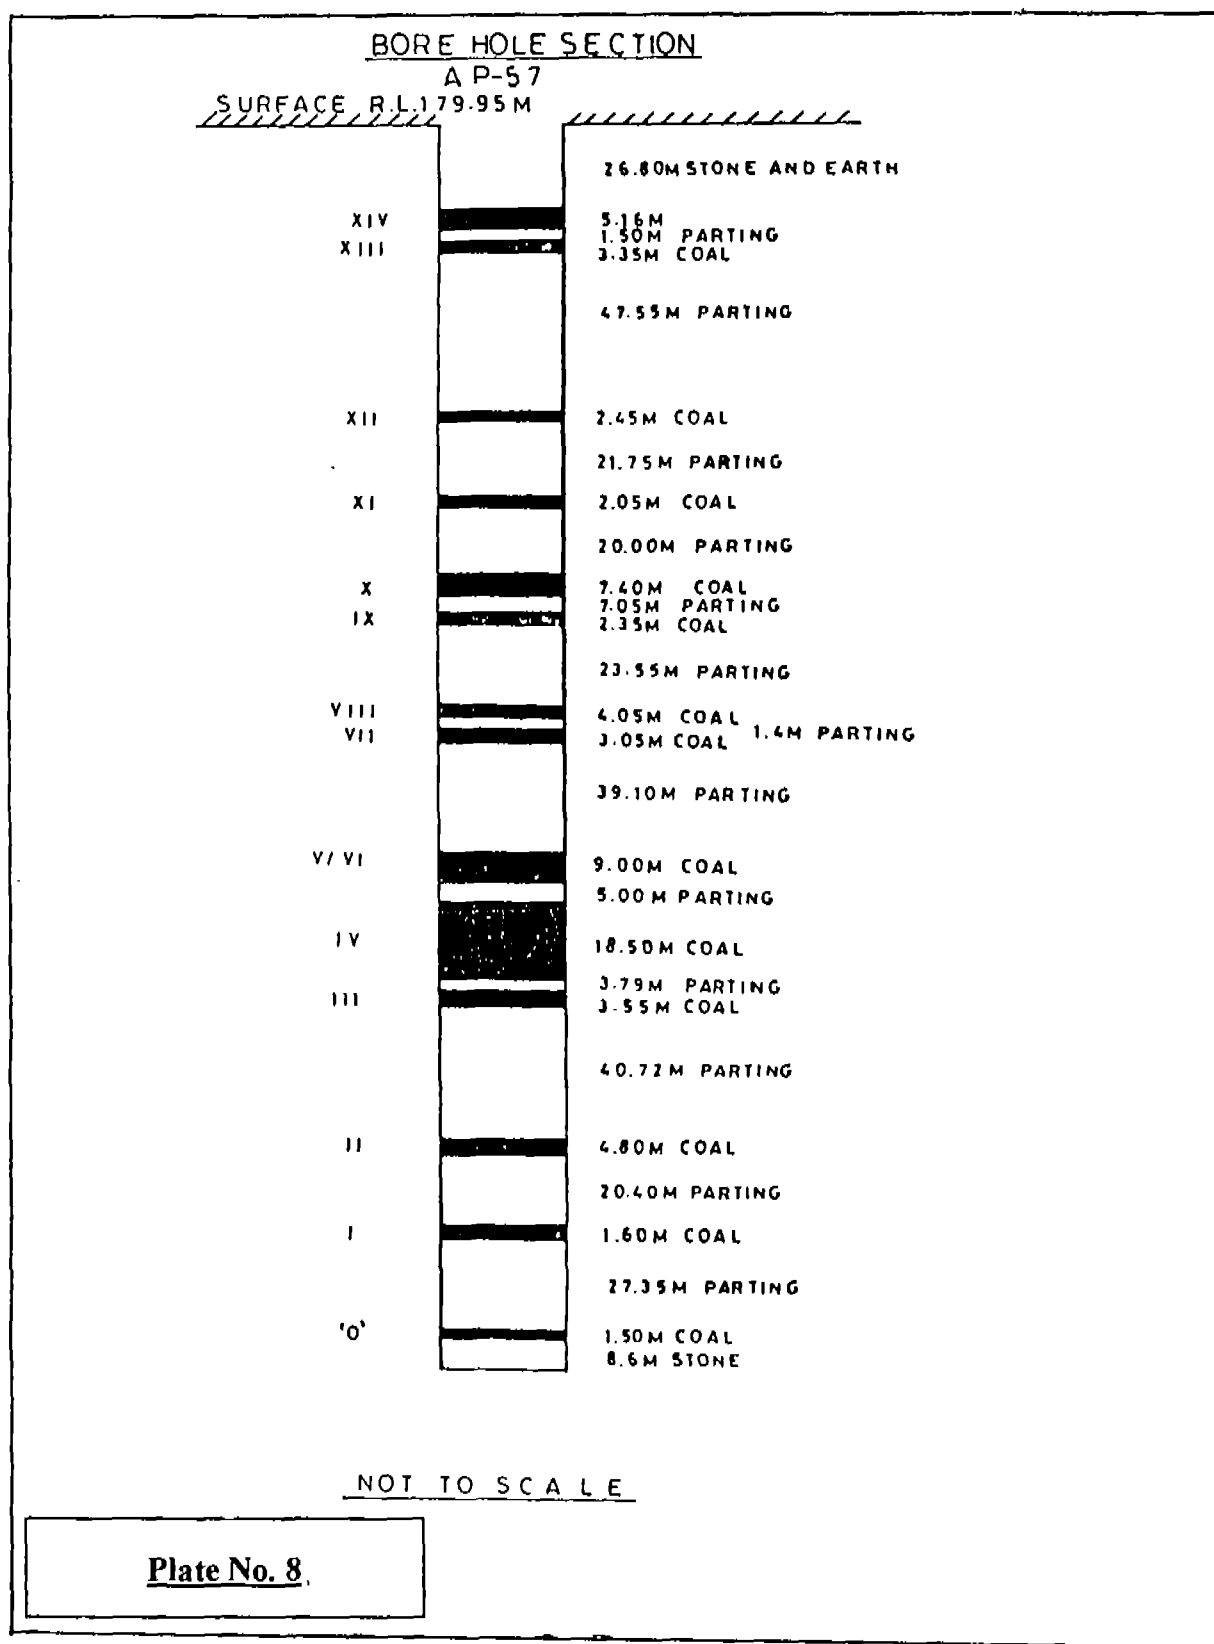 BORE HOLE SECTION
AP-57
SURFACE R.L.179.95M
26.80M STONE AND EARTH
XIV 5.16M
1.50M PARTING
XIII 3.35M COAL
47.55M PARTING
XII 2.45M COAL
21.75M PARTING
XI 2.05M COAL
20.00M PARTING
X 7.40M COAL
7.05M PARTING
IX 2.35M COAL
23.55M PARTING
VIII 4.05M COAL
1.4M PARTING
VII 3.05M COAL
39.10M PARTING
V/VI 9.00M COAL
5.00M PARTING
IV 18.50M COAL
3.79M PARTING
III 3.55M COAL
40.72M PARTING
II 4.80M COAL
20.40M PARTING
I 1.60M COAL
27.35M PARTING
'0' 1.50M COAL
8.6M STONE
NOT TO SCALE
Plate No. 8